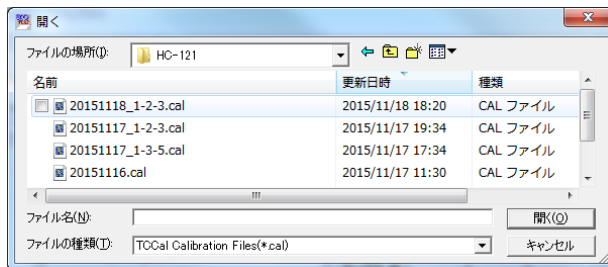 開く
ファイルの場所(I): HC-121
名前 更新日時 種類
20151118_1-2-3.cal 2015/11/18 18:20 CAL ファイル
20151117_1-2-3.cal 2015/11/17 19:34 CAL ファイル
20151117_1-3-5.cal 2015/11/17 17:34 CAL ファイル
20151116.cal 2015/11/17 11:30 CAL ファイル
ファイル名(N): 開く(O)
ファイルの種類(T): TCCal Calibration Files(*.cal) キャンセル